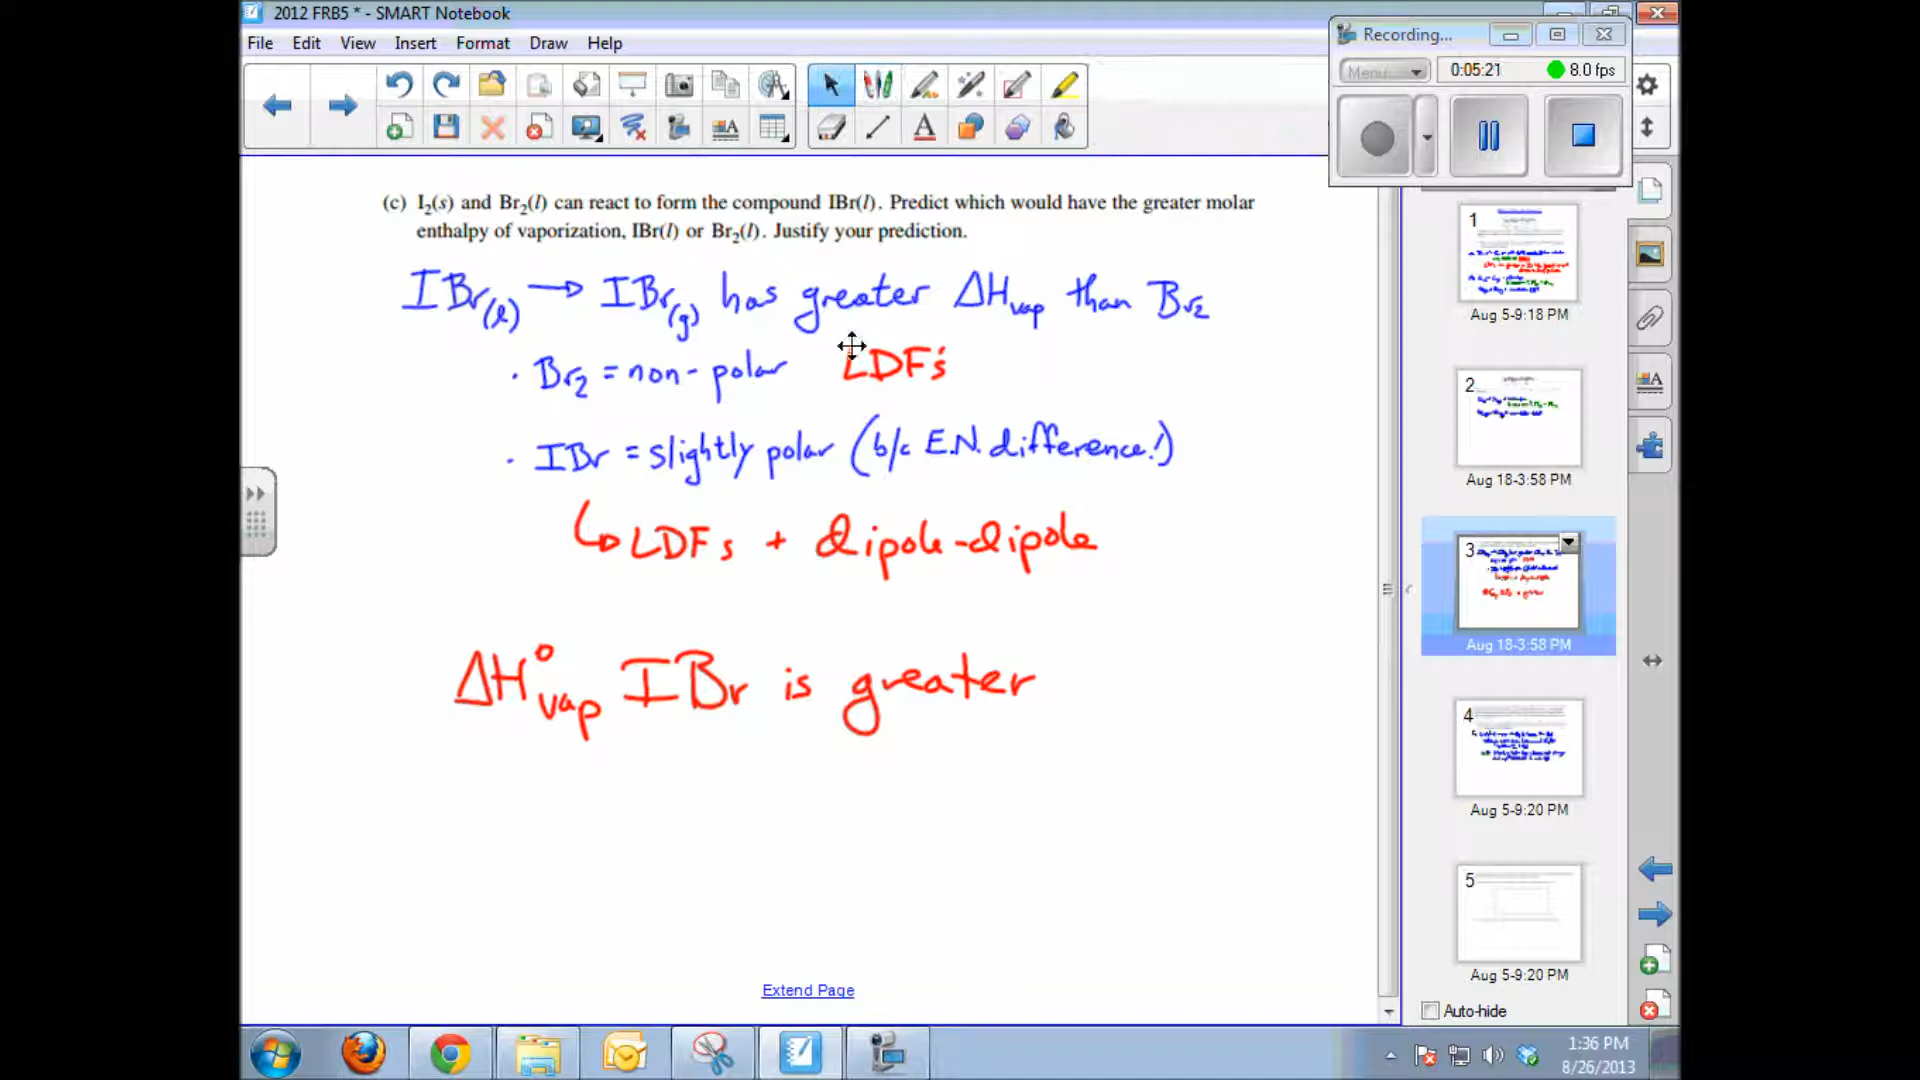 2012 FRB5 * - SMART Notebook
File Edit View Insert Format Draw Help
Recording...
Menu
0:05:21
8.0 fps
(c) I₂(s) and Br₂(l) can react to form the compound IBr(l). Predict which would have the greater molar
enthalpy of vaporization, IBr(l) or Br₂(l). Justify your prediction.
IBr(l) → IBr(g) has greater ΔHvap than Br₂
· Br₂ = non-polar LDF's
· IBr = slightly polar (b/c E.N. difference!)
↳ LDFs + dipole-dipole
ΔH°vap IBr is greater
Extend Page
1
Aug 5-9:18 PM
2
Aug 18-3:58 PM
3
Aug 18-3:58 PM
4
Aug 5-9:20 PM
5
Aug 5-9:20 PM
Auto-hide
1:36 PM
8/26/2013